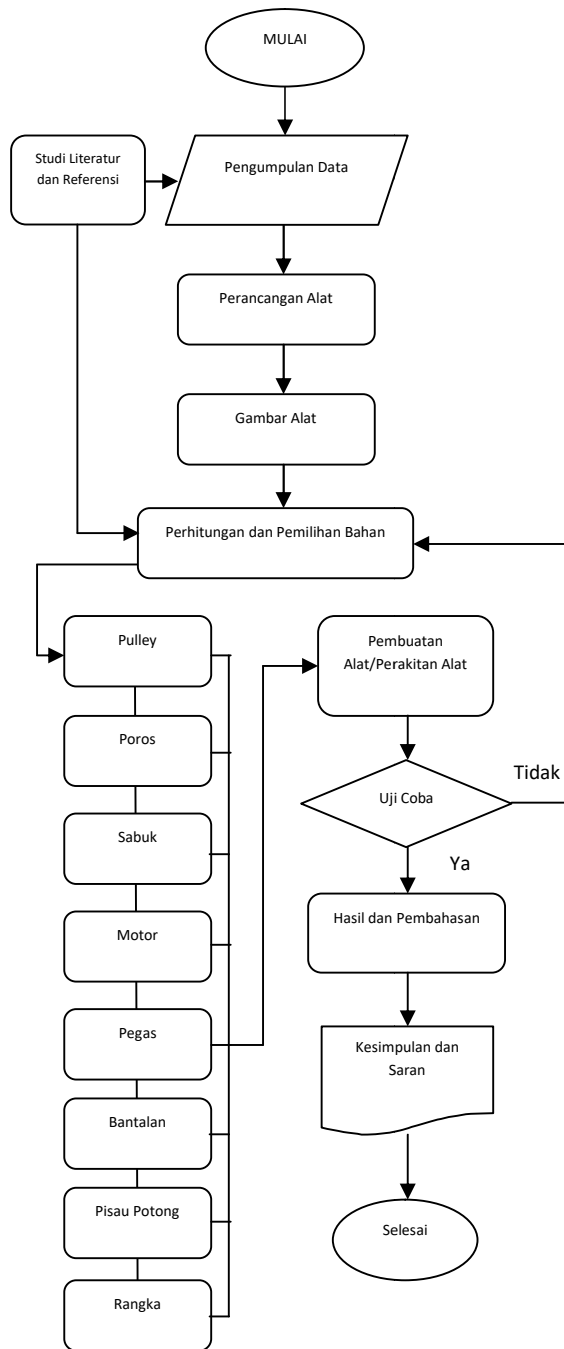 MULAI
Studi Literatur
dan Referensi
Pengumpulan Data
Perancangan Alat
Gambar Alat
Perhitungan dan Pemilihan Bahan
Pulley
Poros
Sabuk
Motor
Pegas
Bantalan
Pisau Potong
Rangka
Pembuatan
Alat/Perakitan Alat
Uji Coba
Tidak
Ya
Hasil dan Pembahasan
Kesimpulan dan
Saran
Selesai